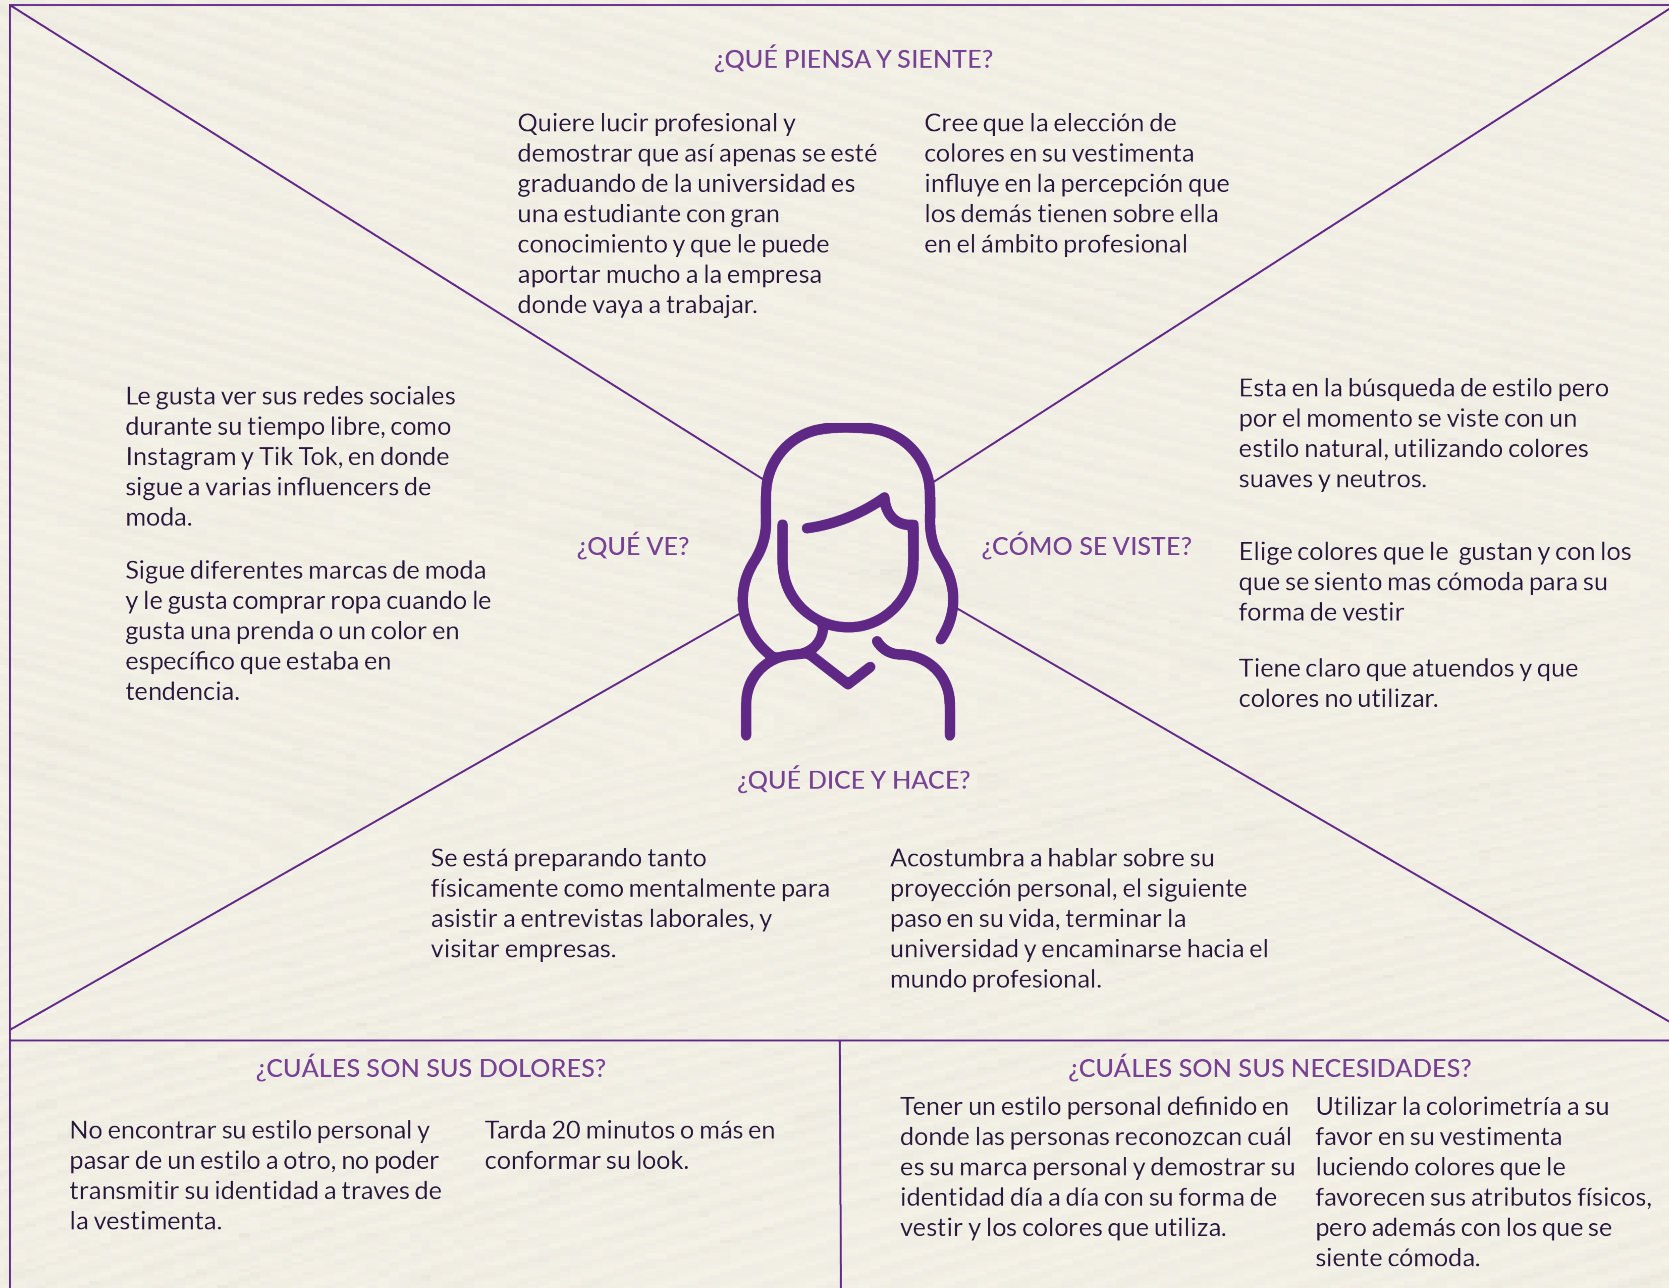 ¿QUÉ PIENSA Y SIENTE?
Quiere lucir profesional y
demostrar que así apenas se esté
graduando de la universidad es
una estudiante con gran
conocimiento y que le puede
aportar mucho a la empresa
donde vaya a trabajar.
Cree que la elección de
colores en su vestimenta
influye en la percepción que
los demás tienen sobre ella
en el ámbito profesional
Le gusta ver sus redes sociales
durante su tiempo libre, como
Instagram y Tik Tok, en donde
sigue a varias influencers de
moda.
Sigue diferentes marcas de moda
y le gusta comprar ropa cuando le
gusta una prenda o un color en
específico que estaba en
tendencia.
¿QUÉ VE?
¿CÓMO SE VISTE?
Esta en la búsqueda de estilo pero
por el momento se viste con un
estilo natural, utilizando colores
suaves y neutros.
Elige colores que le  gustan y con los
que se siento mas cómoda para su
forma de vestir
Tiene claro que atuendos y que
colores no utilizar.
¿QUÉ DICE Y HACE?
Se está preparando tanto
físicamente como mentalmente para
asistir a entrevistas laborales, y
visitar empresas.
Acostumbra a hablar sobre su
proyección personal, el siguiente
paso en su vida, terminar la
universidad y encaminarse hacia el
mundo profesional.
¿CUÁLES SON SUS DOLORES?
No encontrar su estilo personal y
pasar de un estilo a otro, no poder
transmitir su identidad a traves de
la vestimenta.
Tarda 20 minutos o más en
conformar su look.
¿CUÁLES SON SUS NECESIDADES?
Tener un estilo personal definido en
donde las personas reconozcan cuál
es su marca personal y demostrar su
identidad día a día con su forma de
vestir y los colores que utiliza.
Utilizar la colorimetría a su
favor en su vestimenta
luciendo colores que le
favorecen sus atributos físicos,
pero además con los que se
siente cómoda.